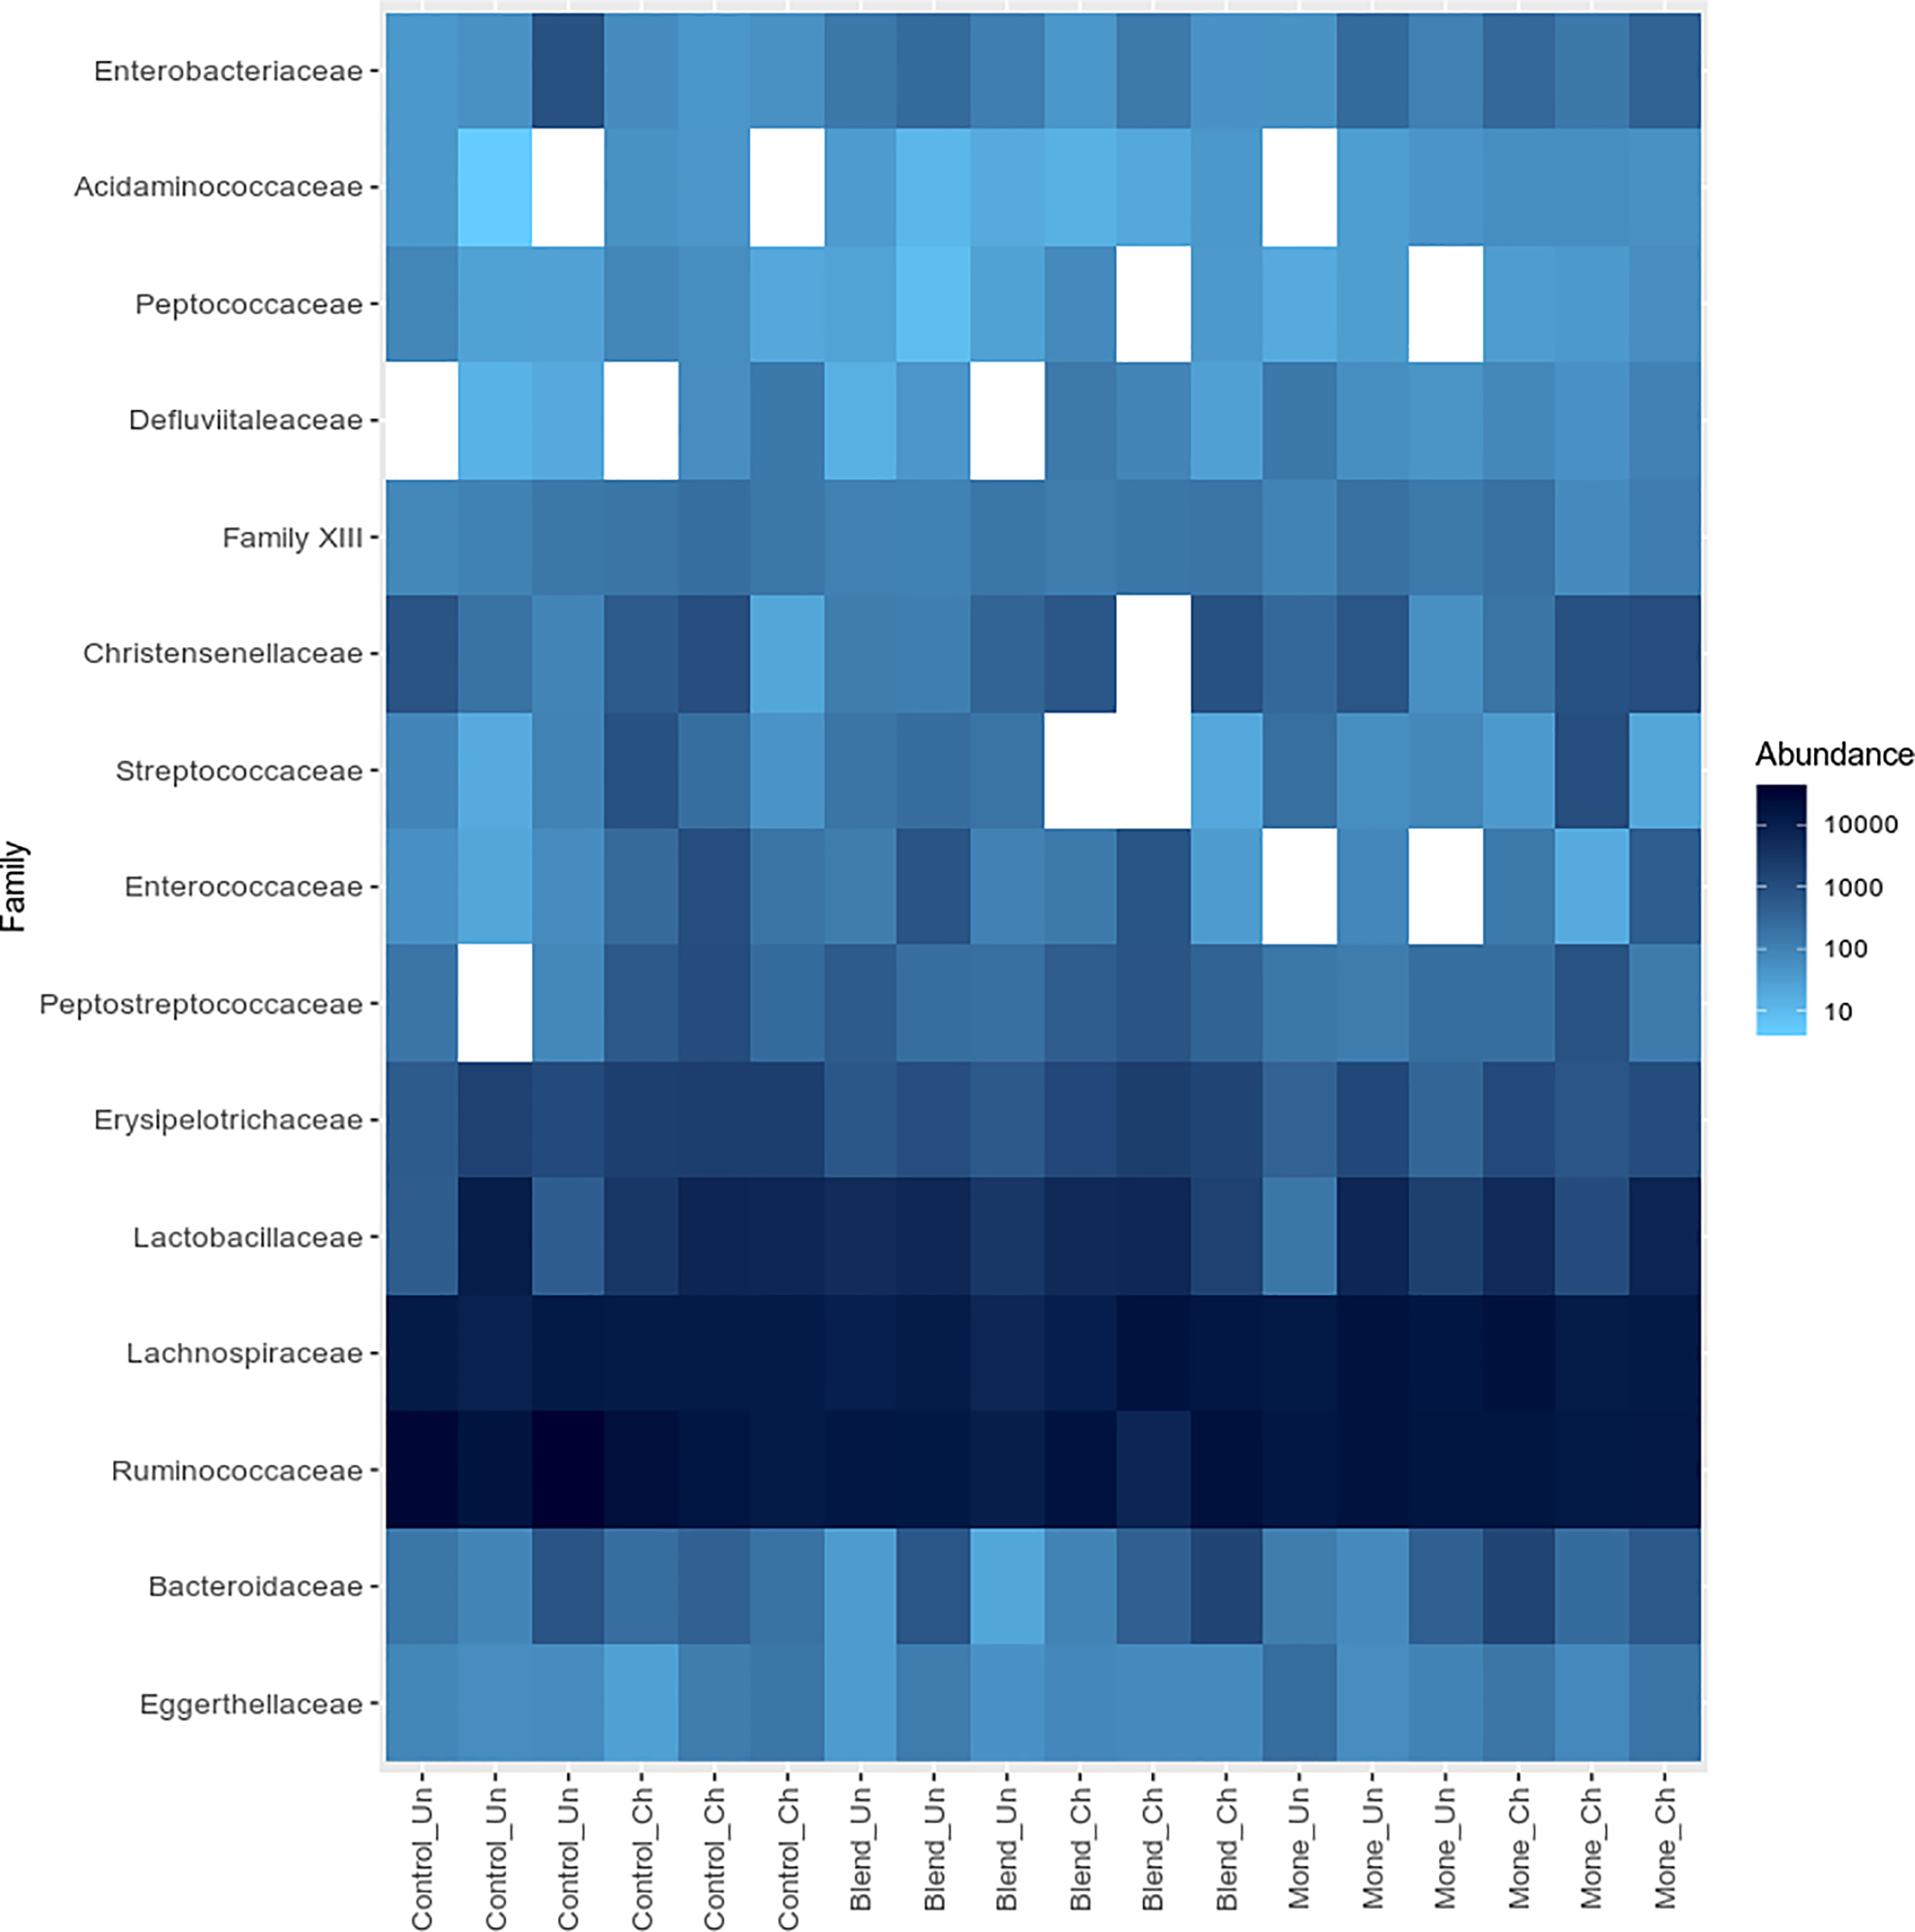 Enterobacteriaceae
Acidaminococcaceae
Peptococcaceae
Defluviitaleaceae
Family XIII
Christensenellaceae
Streptococcaceae
Enterococcaceae
Peptostreptococcaceae
Erysipelotrichaceae
Lactobacillaceae
Lachnospiraceae
Ruminococcaceae
Bacteroidaceae
Eggerthellaceae
Family
Control_Un
Control_Un
Control_Un
Control_Ch
Control_Ch
Control_Ch
Blend_Un
Blend_Un
Blend_Un
Blend_Ch
Blend_Ch
Blend_Ch
Mone_Un
Mone_Un
Mone_Un
Mone_Ch
Mone_Ch
Mone_Ch
Abundance
10000
1000
100
10